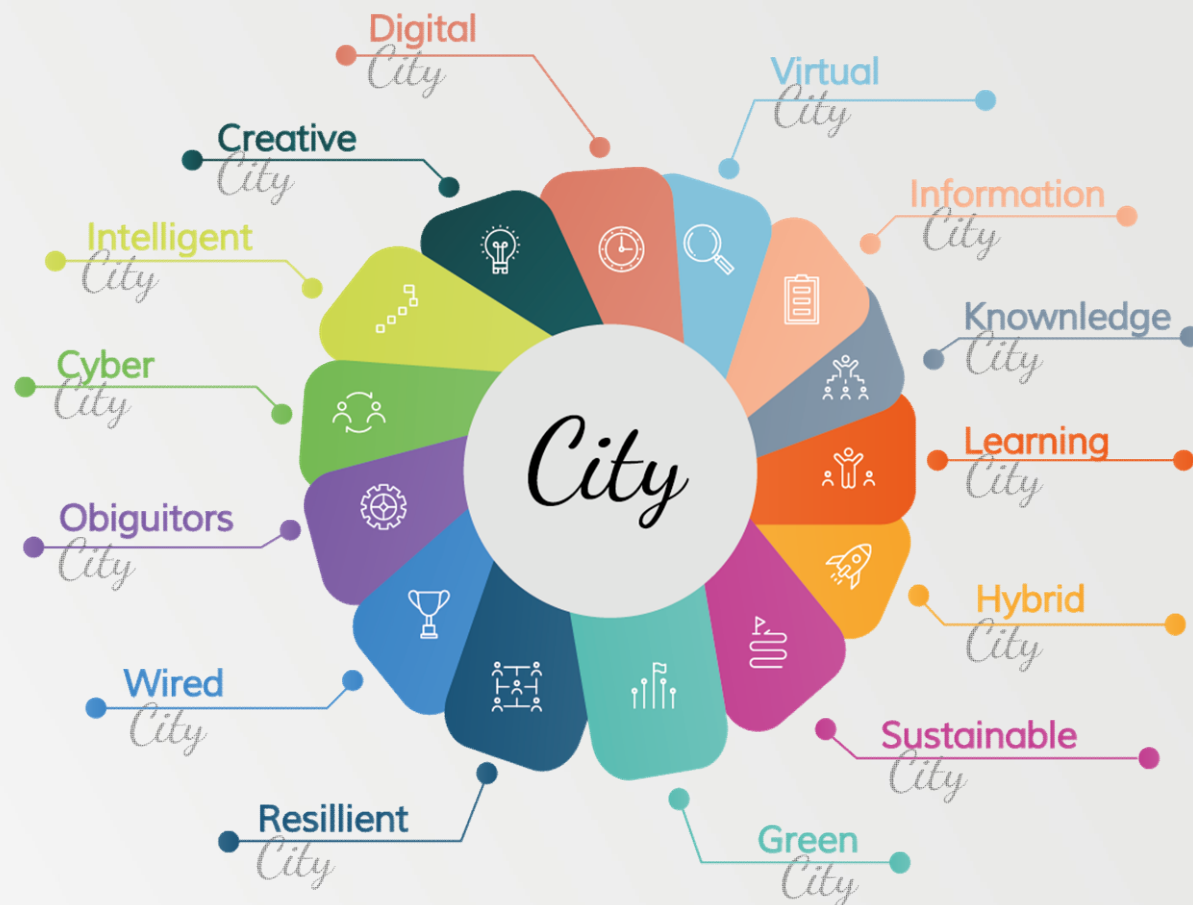 Digital
City
Virtual
City
Creative
City
Information
City
Intelligent
City
Knownledge
City
Cyber
City
Learning
City
City
Obiguitors
City
Hybrid
City
Wired
City
Sustainable
City
Resillient
City
Green
City